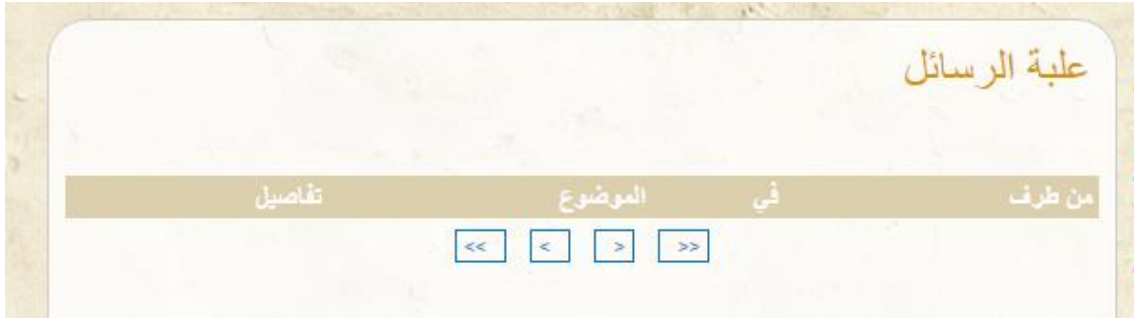 علبة الرسائل
من طرف في الموضوع تفاصيل
>> > < <<